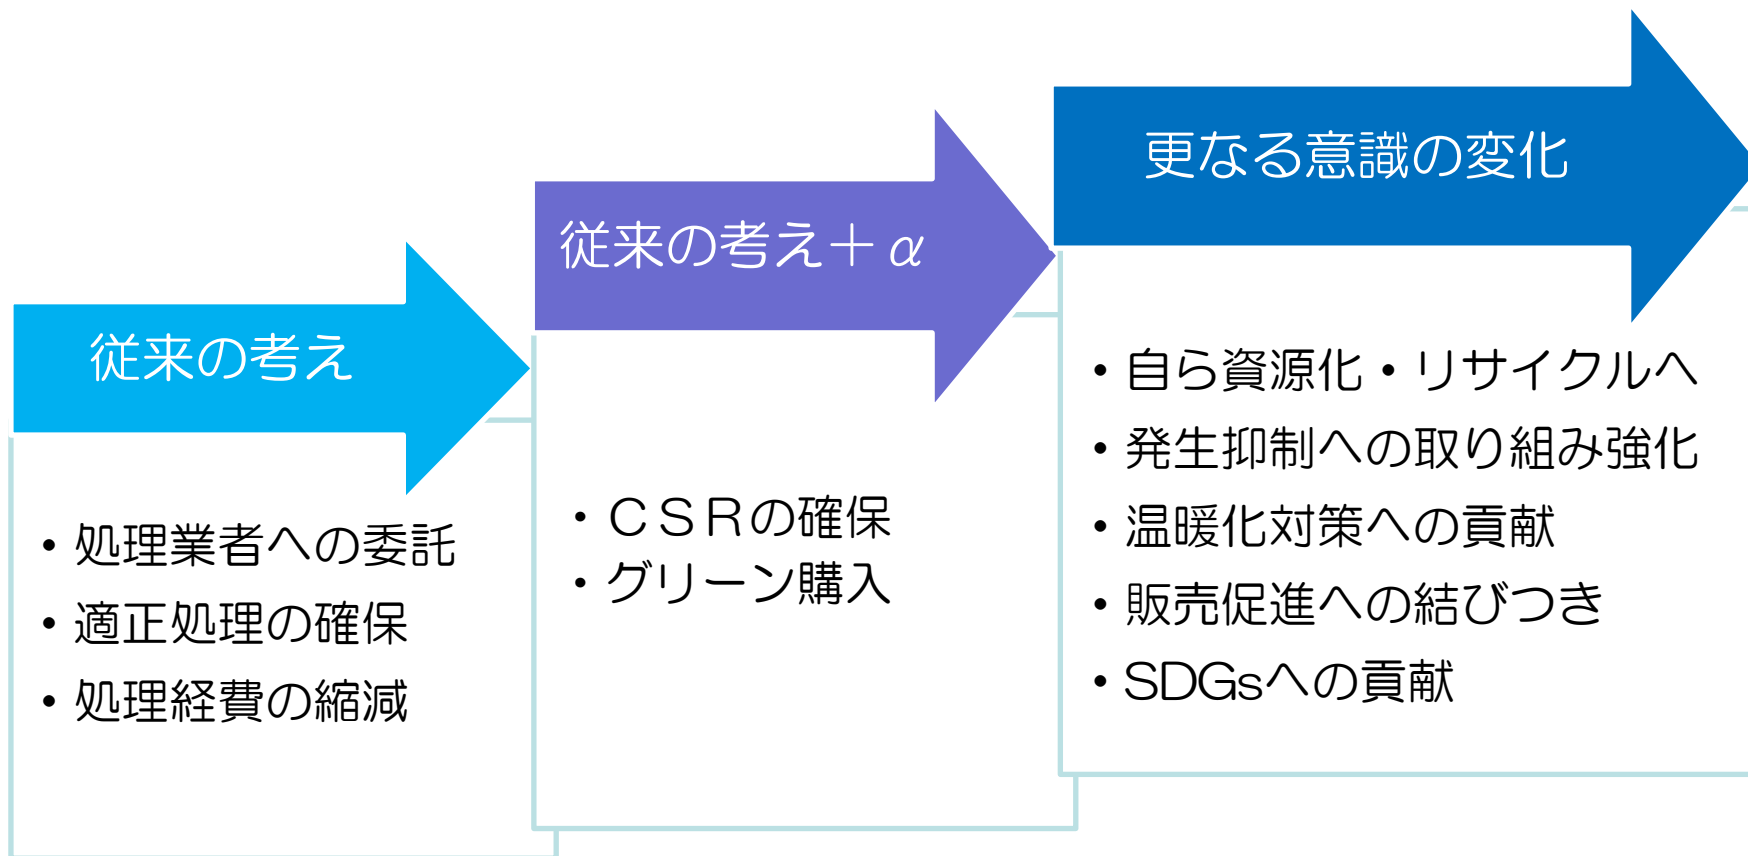 従来の考え
・処理業者への委託
・適正処理の確保
・処理経費の縮減
従来の考え＋α
・ＣＳＲの確保
・グリーン購入
更なる意識の変化
・自ら資源化・リサイクルへ
・発生抑制への取り組み強化
・温暖化対策への貢献
・販売促進への結びつき
・SDGsへの貢献